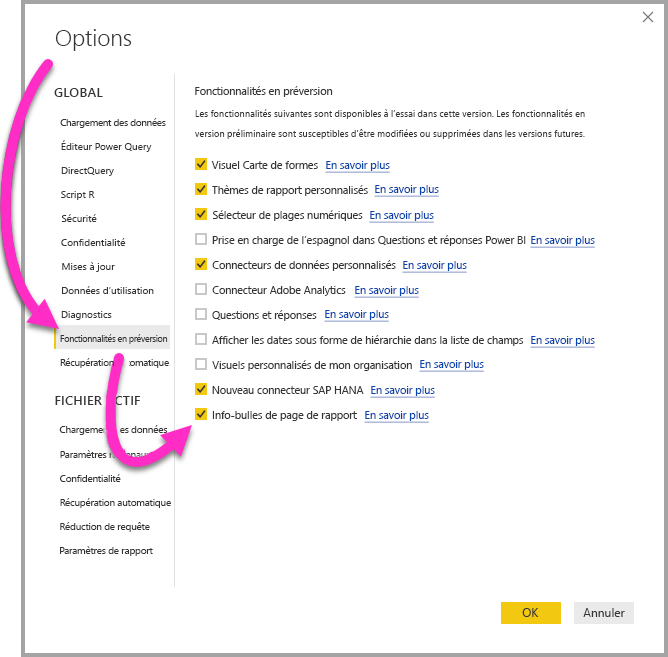 Options
GLOBAL
Chargement des données
Éditeur Power Query
DirectQuery
Script R
Sécurité
Confidentialité
Mises à jour
Données d'utilisation
Diagnostics
Fonctionnalités en préversion
Récupération omatique
FICHIER CTIF
Chargeme es données
Paramètres
Confidentialité
Récupération automatique
Réduction de requête
Paramètres de rapport
Fonctionnalités en préversion
Les fonctionnalités suivantes sont disponibles à l'essai dans cette version. Les fonctionnalités en
version préliminaire sont susceptibles d'être modifiées ou supprimées dans les versions futures.
Visuel Carte de formes En savoir plus
Thèmes de rapport personnalisés En savoir plus
Sélecteur de plages numériques En savoir plus
Prise en charge de l'espagnol dans Questions et réponses Power BI En savoir plus
Connecteurs de données personnalisés En savoir plus
Connecteur Adobe Analytics En savoir plus
Questions et réponses En savoir plus
Afficher les dates sous forme de hiérarchie dans la liste de champs En savoir plus
Visuels personnalisés de mon organisation En savoir plus
Nouveau connecteur SAP HANA En savoir plus
Info-bulles de page de rapport En savoir plus
OK Annuler